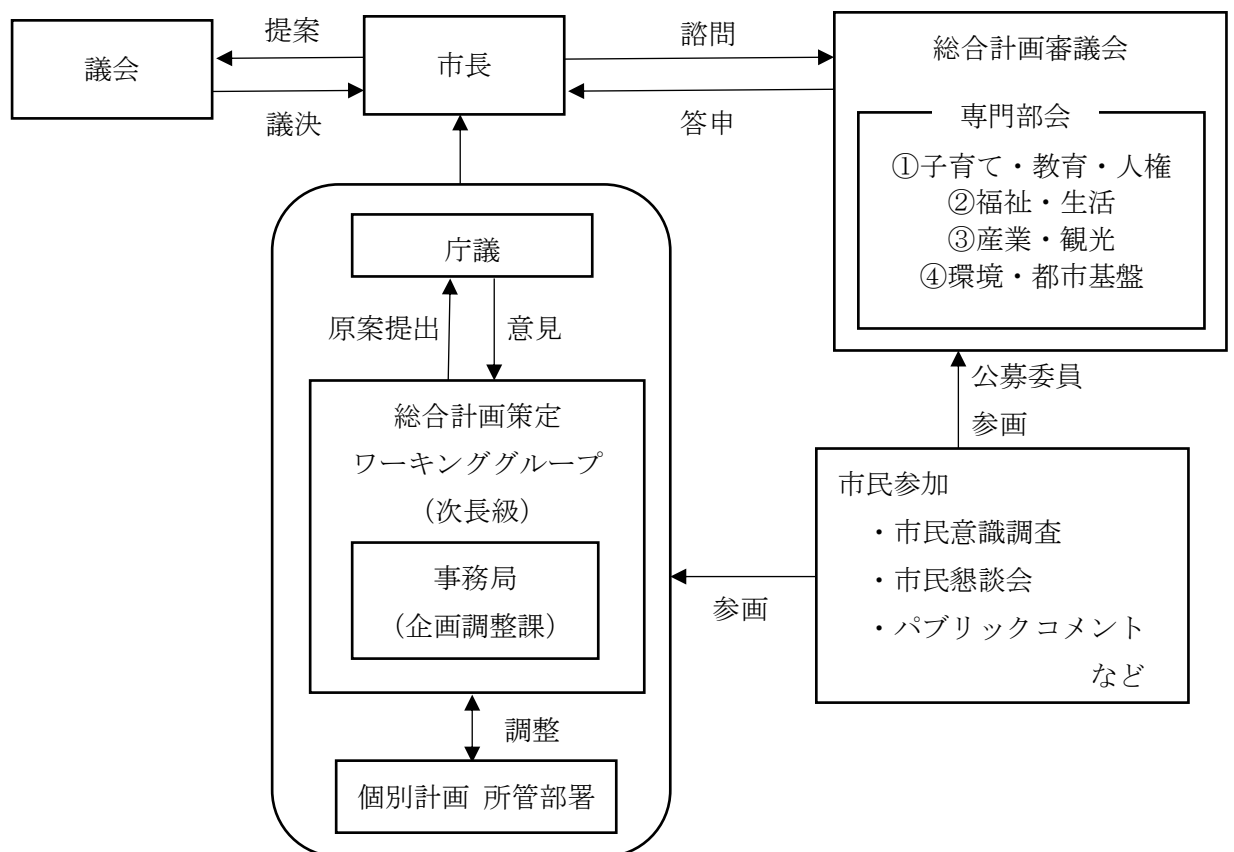 議会
提案
議決
市長
諮問
答申
総合計画審議会
専門部会
①子育て・教育・人権
②福祉・生活
③産業・観光
④環境・都市基盤
庁議
原案提出
意見
総合計画策定
ワーキンググループ
（次長級）
事務局
（企画調整課）
調整
個別計画 所管部署
公募委員
参画
市民参加
・市民意識調査
・市民懇談会
・パブリックコメント
など
参画